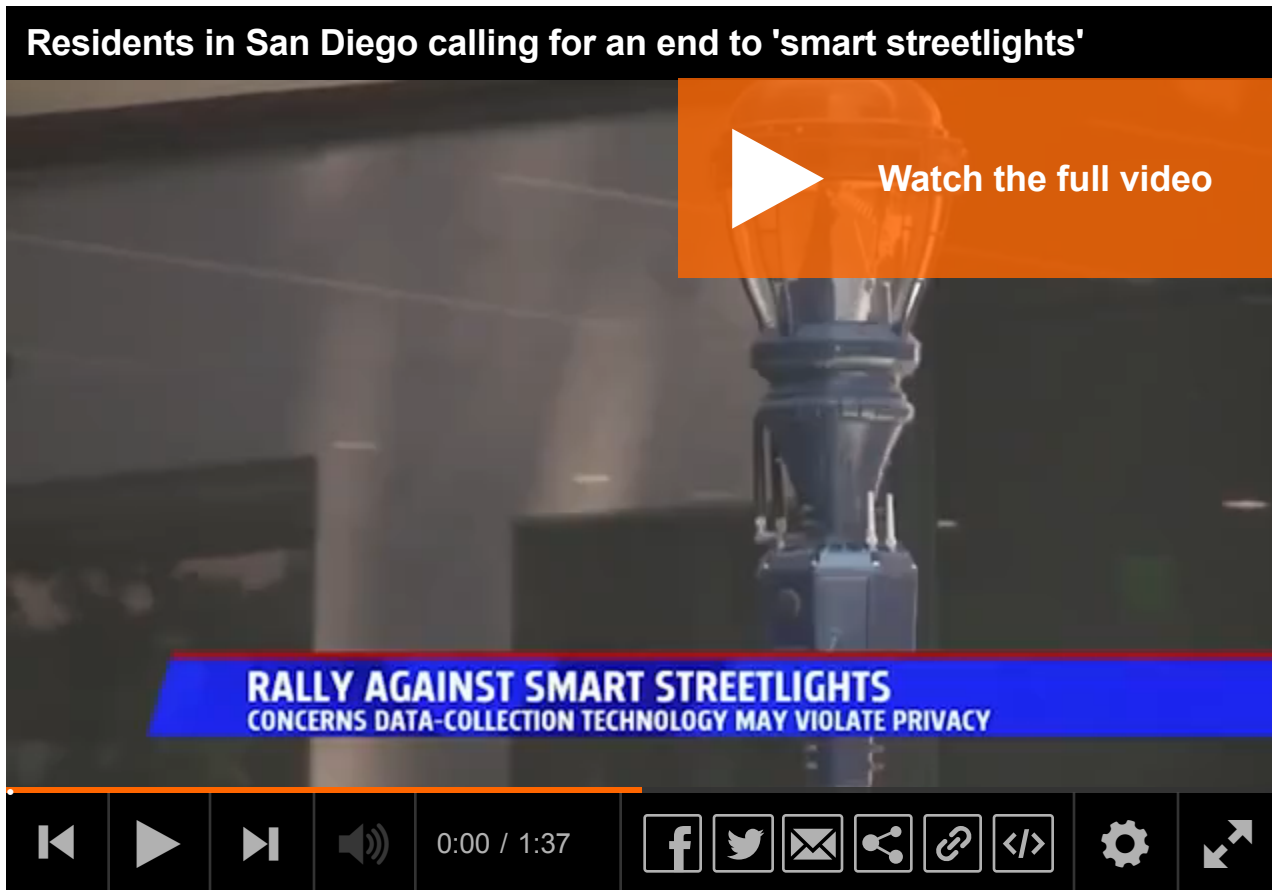 Residents in San Diego calling for an end to 'smart streetlights'
Watch the full video
RALLY AGAINST SMART STREETLIGHTS
CONCERNS DATA-COLLECTION TECHNOLOGY MAY VIOLATE PRIVACY
0:00 / 1:37